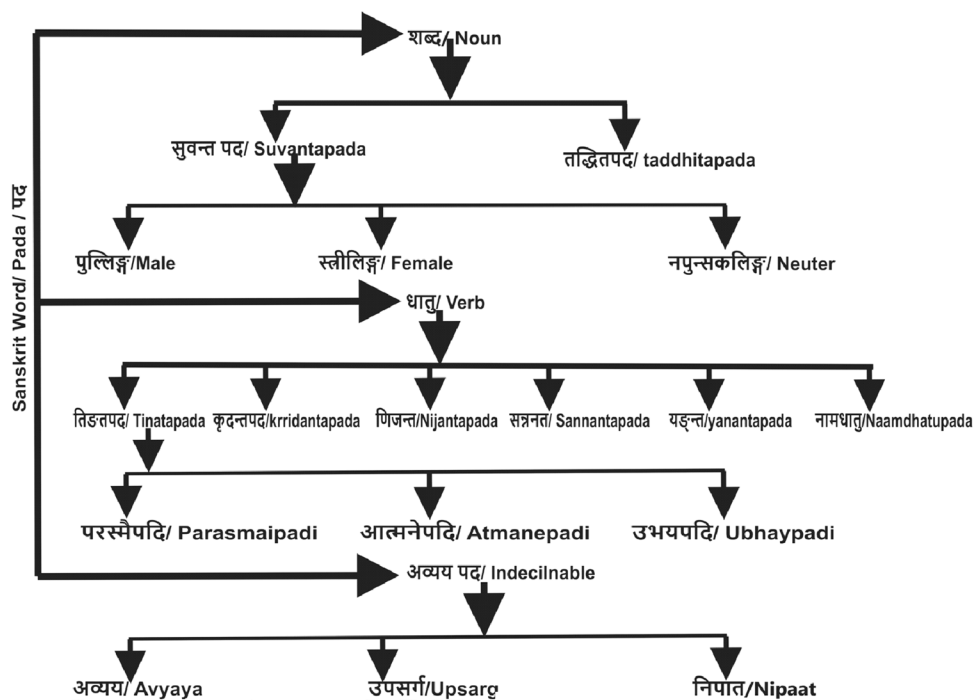 Sanskrit Word/ Pada / पद
शब्द/ Noun
सुवन्त पद/ Suvantapada
तद्धितपद/ taddhitapada
पुल्लिङ्ग/Male
स्त्रीलिङ्ग/ Female
नपुन्सकलिङ्ग/ Neuter
धातु/ Verb
तिङतपद/ Tinatapada
कृदन्तपद/krridantapada
णिजन्त/Nijantapada
सन्ननत/ Sannantapada
यङ्न्त/yanantapada
नामधातु/Naamdhatupada
परस्मैपदि/ Parasmaipadi
आत्मनेपदि/ Atmanepadi
उभयपदि/ Ubhaypadi
अव्यय पद/ Indecilnable
अव्यय/ Avyaya
उपसर्ग/Upsarg
निपात/Nipaat